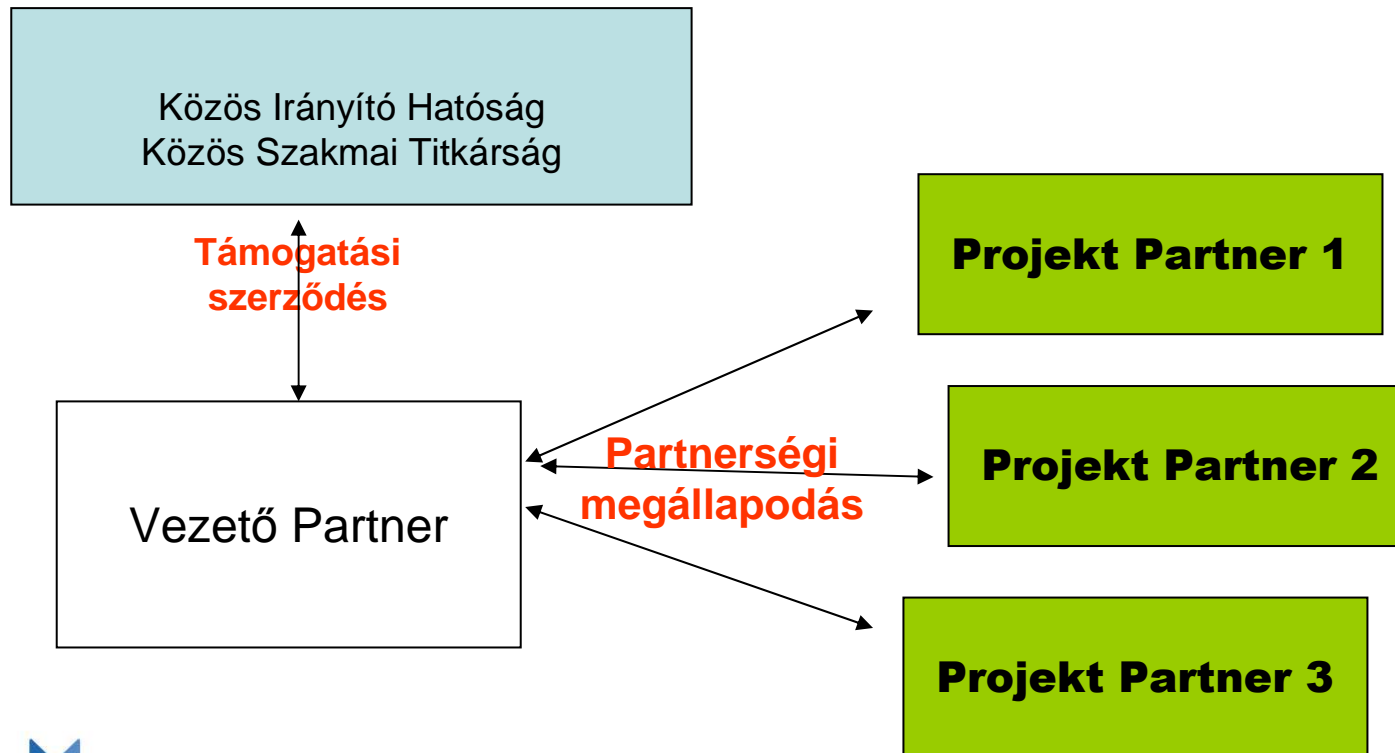 Közös Irányító Hatóság
Közös Szakmai Titkárság
Támogatási
szerződés
Projekt Partner 1
Partnerségi
megállapodás
Projekt Partner 2
Vezető Partner
Projekt Partner 3